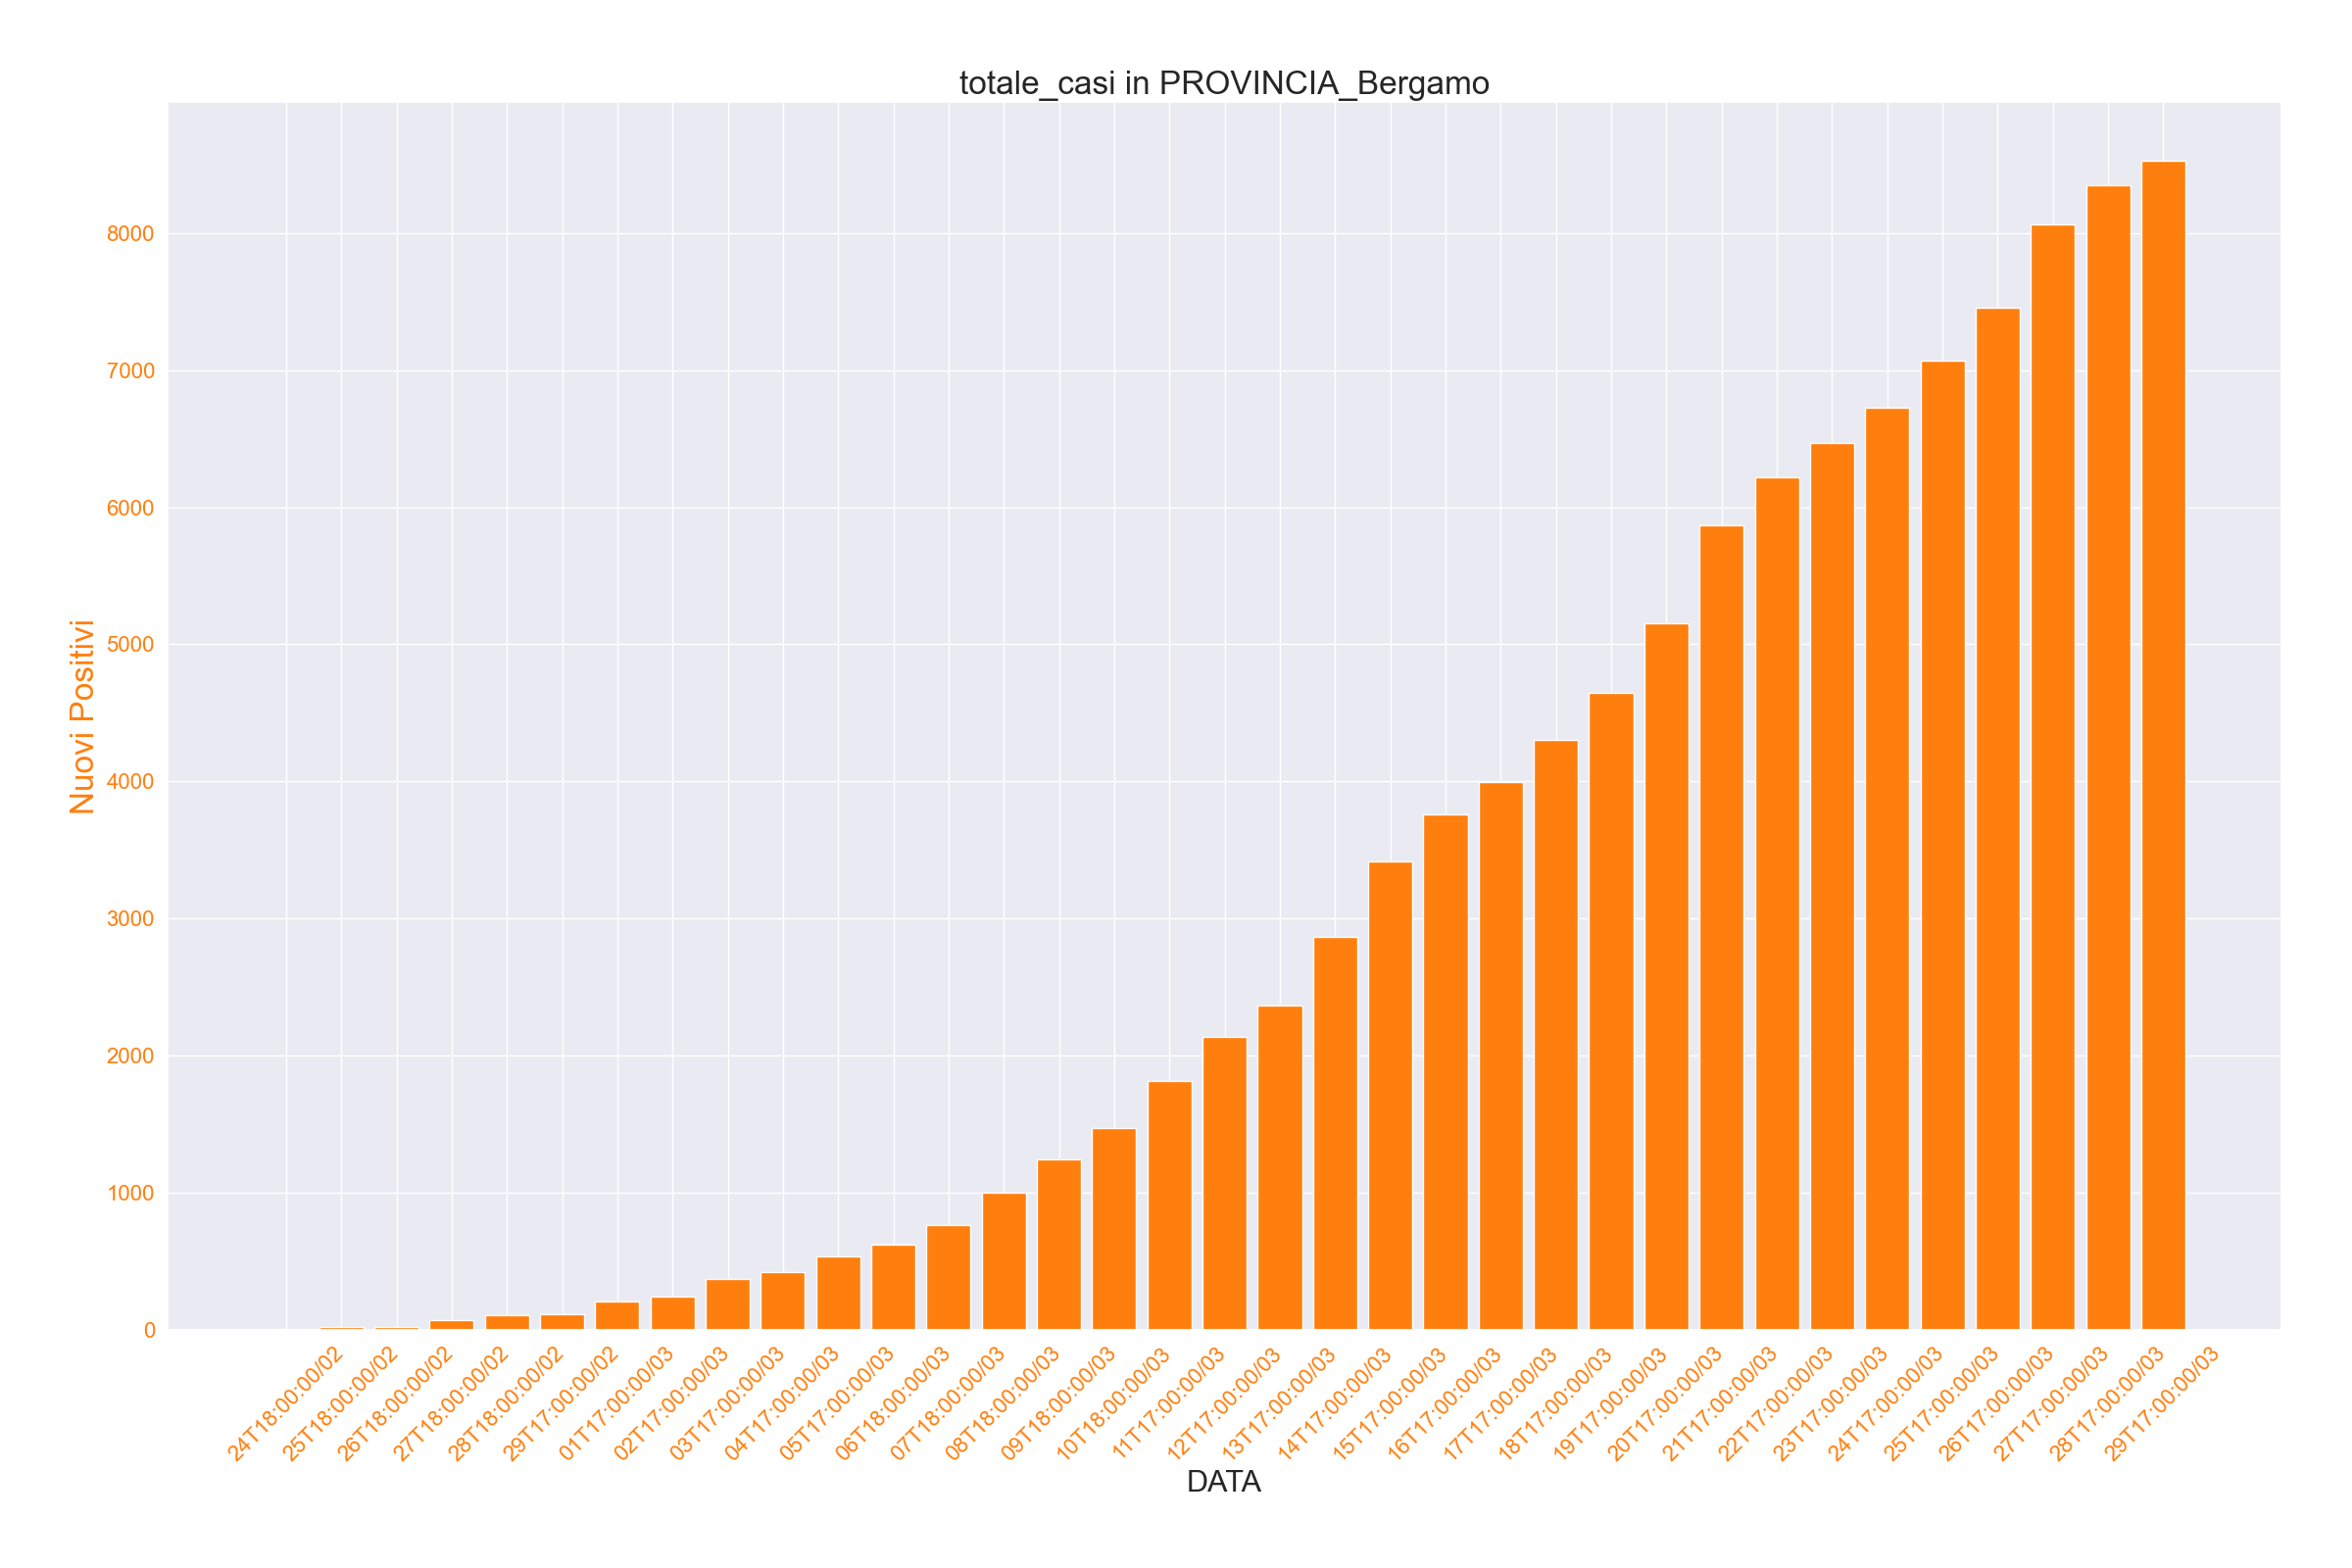 totale_casi in PROVINCIA_Bergamo
Nuovi Positivi
8000
7000
6000
5000
4000
3000
2000
1000
0
24T18:00:00/02
25T18:00:00/02
26T18:00:00/02
27T18:00:00/02
28T18:00:00/02
29T17:00:00/02
01T17:00:00/03
02T17:00:00/03
03T17:00:00/03
04T17:00:00/03
05T17:00:00/03
06T18:00:00/03
07T18:00:00/03
08T18:00:00/03
09T18:00:00/03
10T18:00:00/03
11T17:00:00/03
12T17:00:00/03
13T17:00:00/03
14T17:00:00/03
15T17:00:00/03
16T17:00:00/03
17T17:00:00/03
18T17:00:00/03
19T17:00:00/03
20T17:00:00/03
21T17:00:00/03
22T17:00:00/03
23T17:00:00/03
24T17:00:00/03
25T17:00:00/03
26T17:00:00/03
27T17:00:00/03
28T17:00:00/03
29T17:00:00/03
DATA